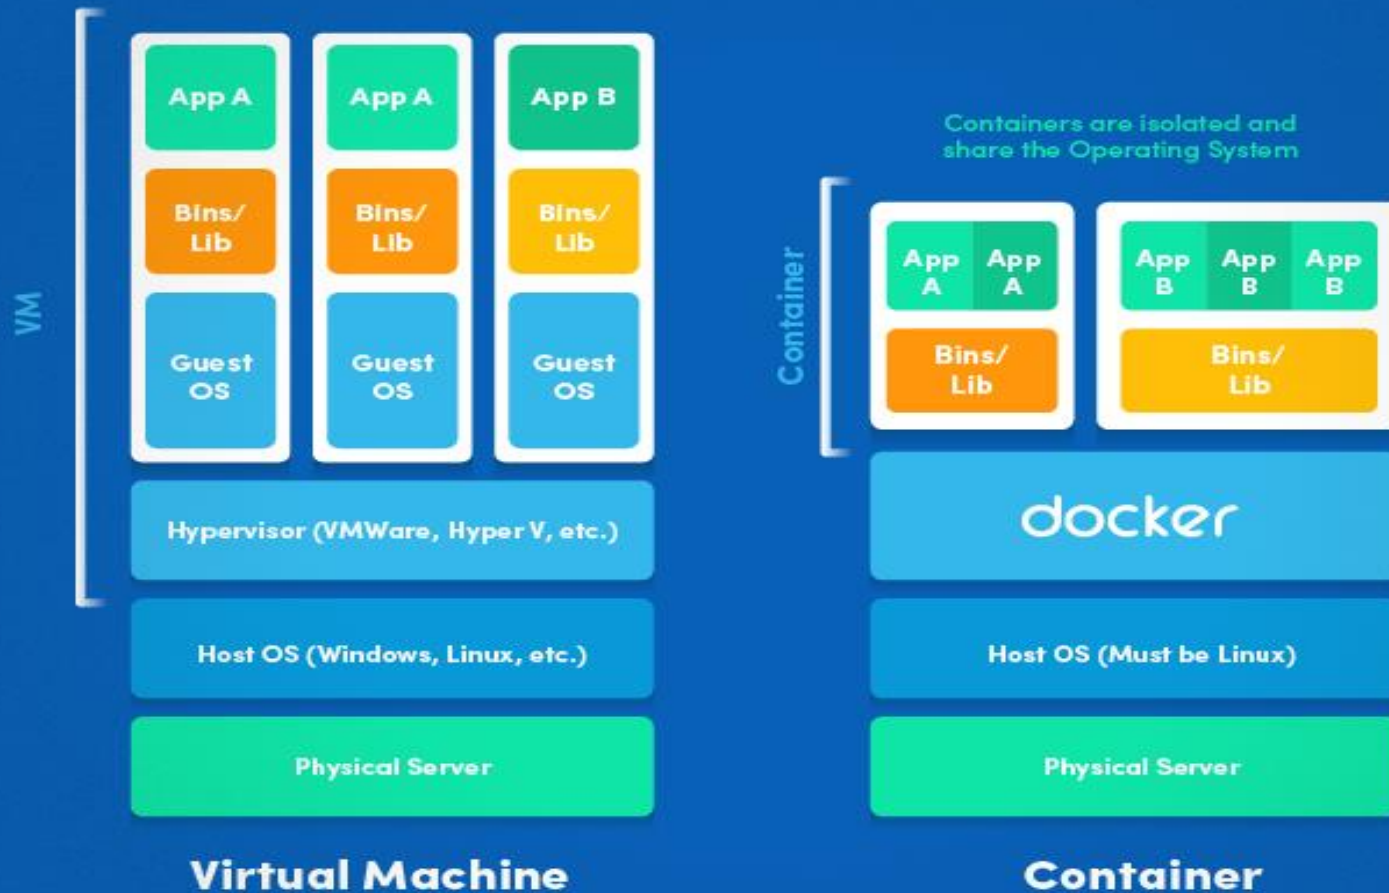 VM
App A
App A
App B
Bins/
Lib
Bins/
Lib
Bins/
Lib
Guest
OS
Guest
OS
Guest
OS
Hypervisor (VMWare, Hyper V, etc.)
Host OS (Windows, Linux, etc.)
Physical Server
Virtual Machine
Containers are isolated and
share the Operating System
Container
App
A
App
A
App
B
App
B
App
B
Bins/
Lib
Bins/
Lib
docker
Host OS (Must be Linux)
Physical Server
Container